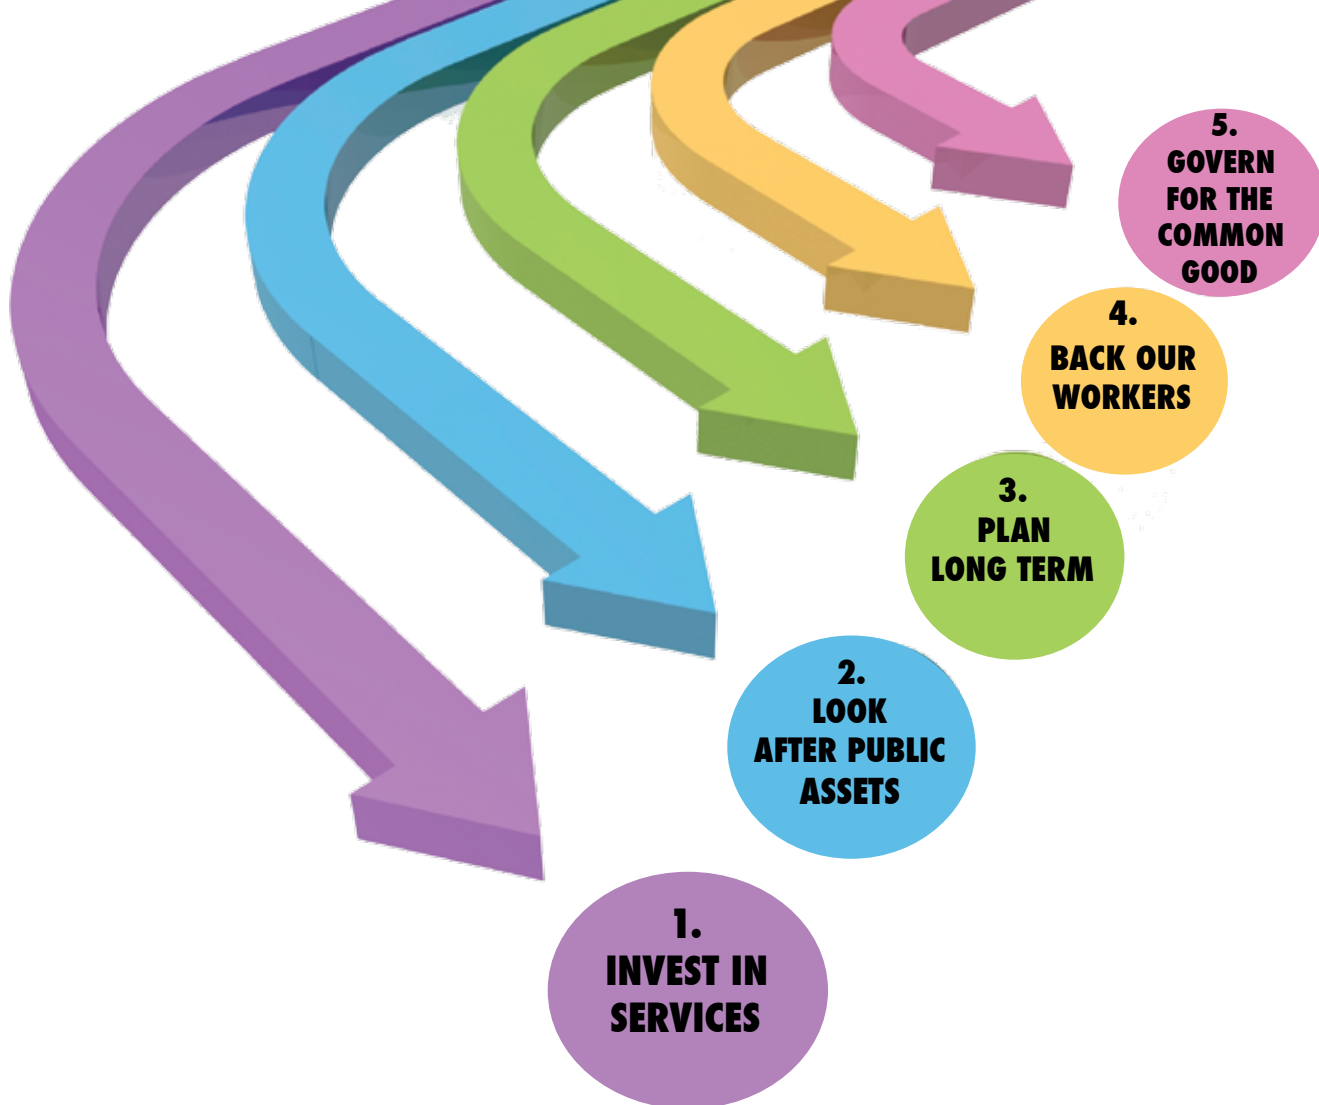 5.
GOVERN
FOR THE
COMMON
GOOD
4.
BACK OUR
WORKERS
3.
PLAN
LONG TERM
2.
LOOK
AFTER PUBLIC
ASSETS
1.
INVEST IN
SERVICES